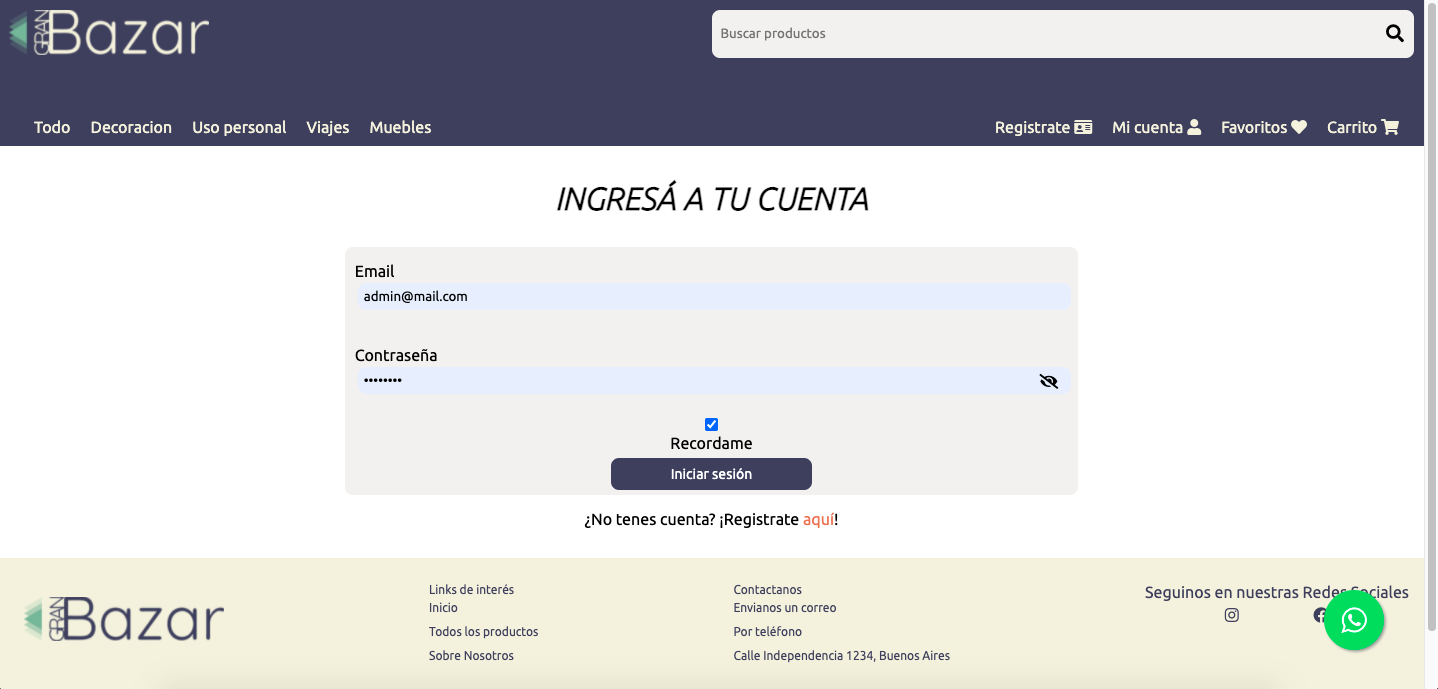 GRAN Bazar
Buscar productos
Todo Decoracion Uso personal Viajes Muebles
Registrate Mi cuenta Favoritos Carrito
INGRESÁ A TU CUENTA
Email
admin@mail.com
Contraseña
••••••••
Recordame
Iniciar sesión
¿No tenes cuenta? ¡Registrate aquí!
GRAN Bazar
Links de interés
Inicio
Todos los productos
Sobre Nosotros
Contactanos
Envianos un correo
Por teléfono
Calle Independencia 1234, Buenos Aires
Seguinos en nuestras Redes Sociales